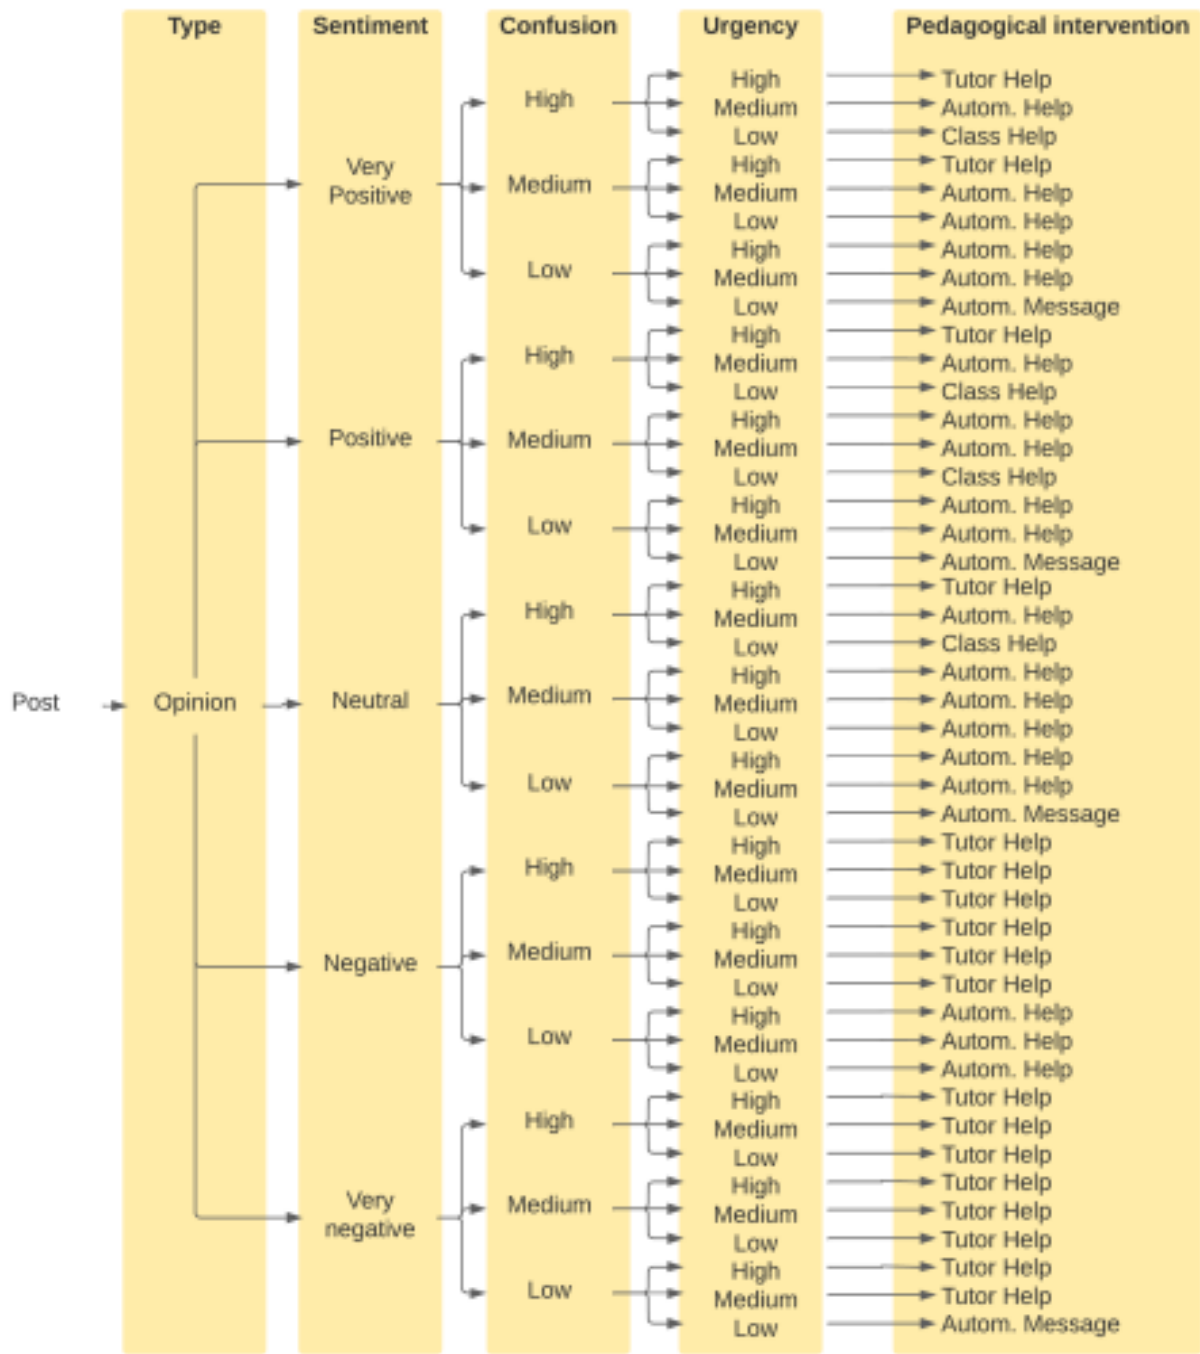 Type Sentiment Confusion Urgency Pedagogical intervention
High Tutor Help
High Medium Autom. Help
Low Class Help
Very
Positive
High Tutor Help
Medium Medium Autom. Help
Low Autom. Help
High Autom. Help
Low Medium Autom. Help
Low Autom. Message
High Tutor Help
High Medium Autom. Help
Low Class Help
High Autom. Help
Positive Medium Medium Autom. Help
Low Class Help
High Autom. Help
Low Medium Autom. Help
Low Autom. Message
High Tutor Help
High Medium Autom. Help
Low Class Help
High Autom. Help
Post Opinion Neutral Medium Medium Autom. Help
Low Autom. Help
High Autom. Help
Low Medium Autom. Help
Low Autom. Message
High Tutor Help
High Medium Tutor Help
Low Tutor Help
High Tutor Help
Negative Medium Medium Tutor Help
Low Tutor Help
High Autom. Help
Low Medium Autom. Help
Low Autom. Help
High Tutor Help
High Medium Tutor Help
Low Tutor Help
Very
negative
High Tutor Help
Medium Medium Tutor Help
Low Tutor Help
High Tutor Help
Low Medium Tutor Help
Low Autom. Message